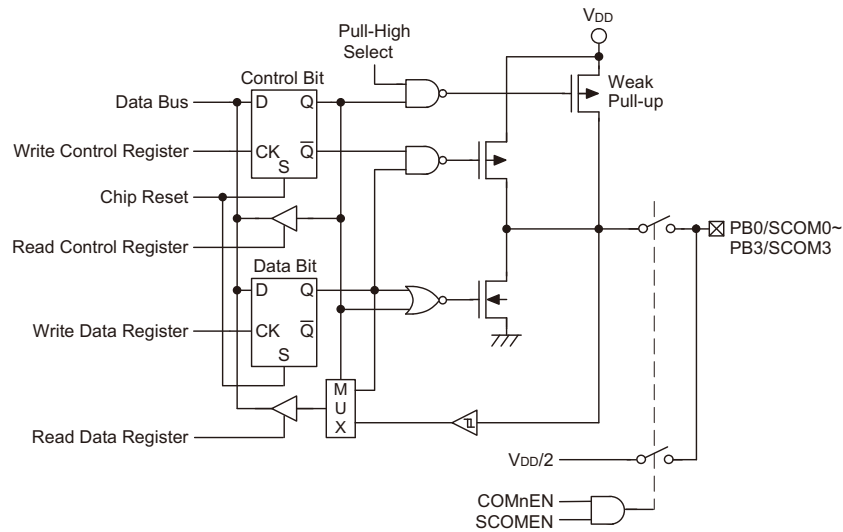 VDD
Pull-High
Select
Weak
Pull-up
Control Bit
Data Bus
D
Q
Write Control Register
CK
Q
S
Chip Reset
PB0/SCOM0~
PB3/SCOM3
Read Control Register
Data Bit
D
Q
Write Data Register
CK
Q
S
M
U
X
Read Data Register
VDD/2
COMnEN
SCOMEN